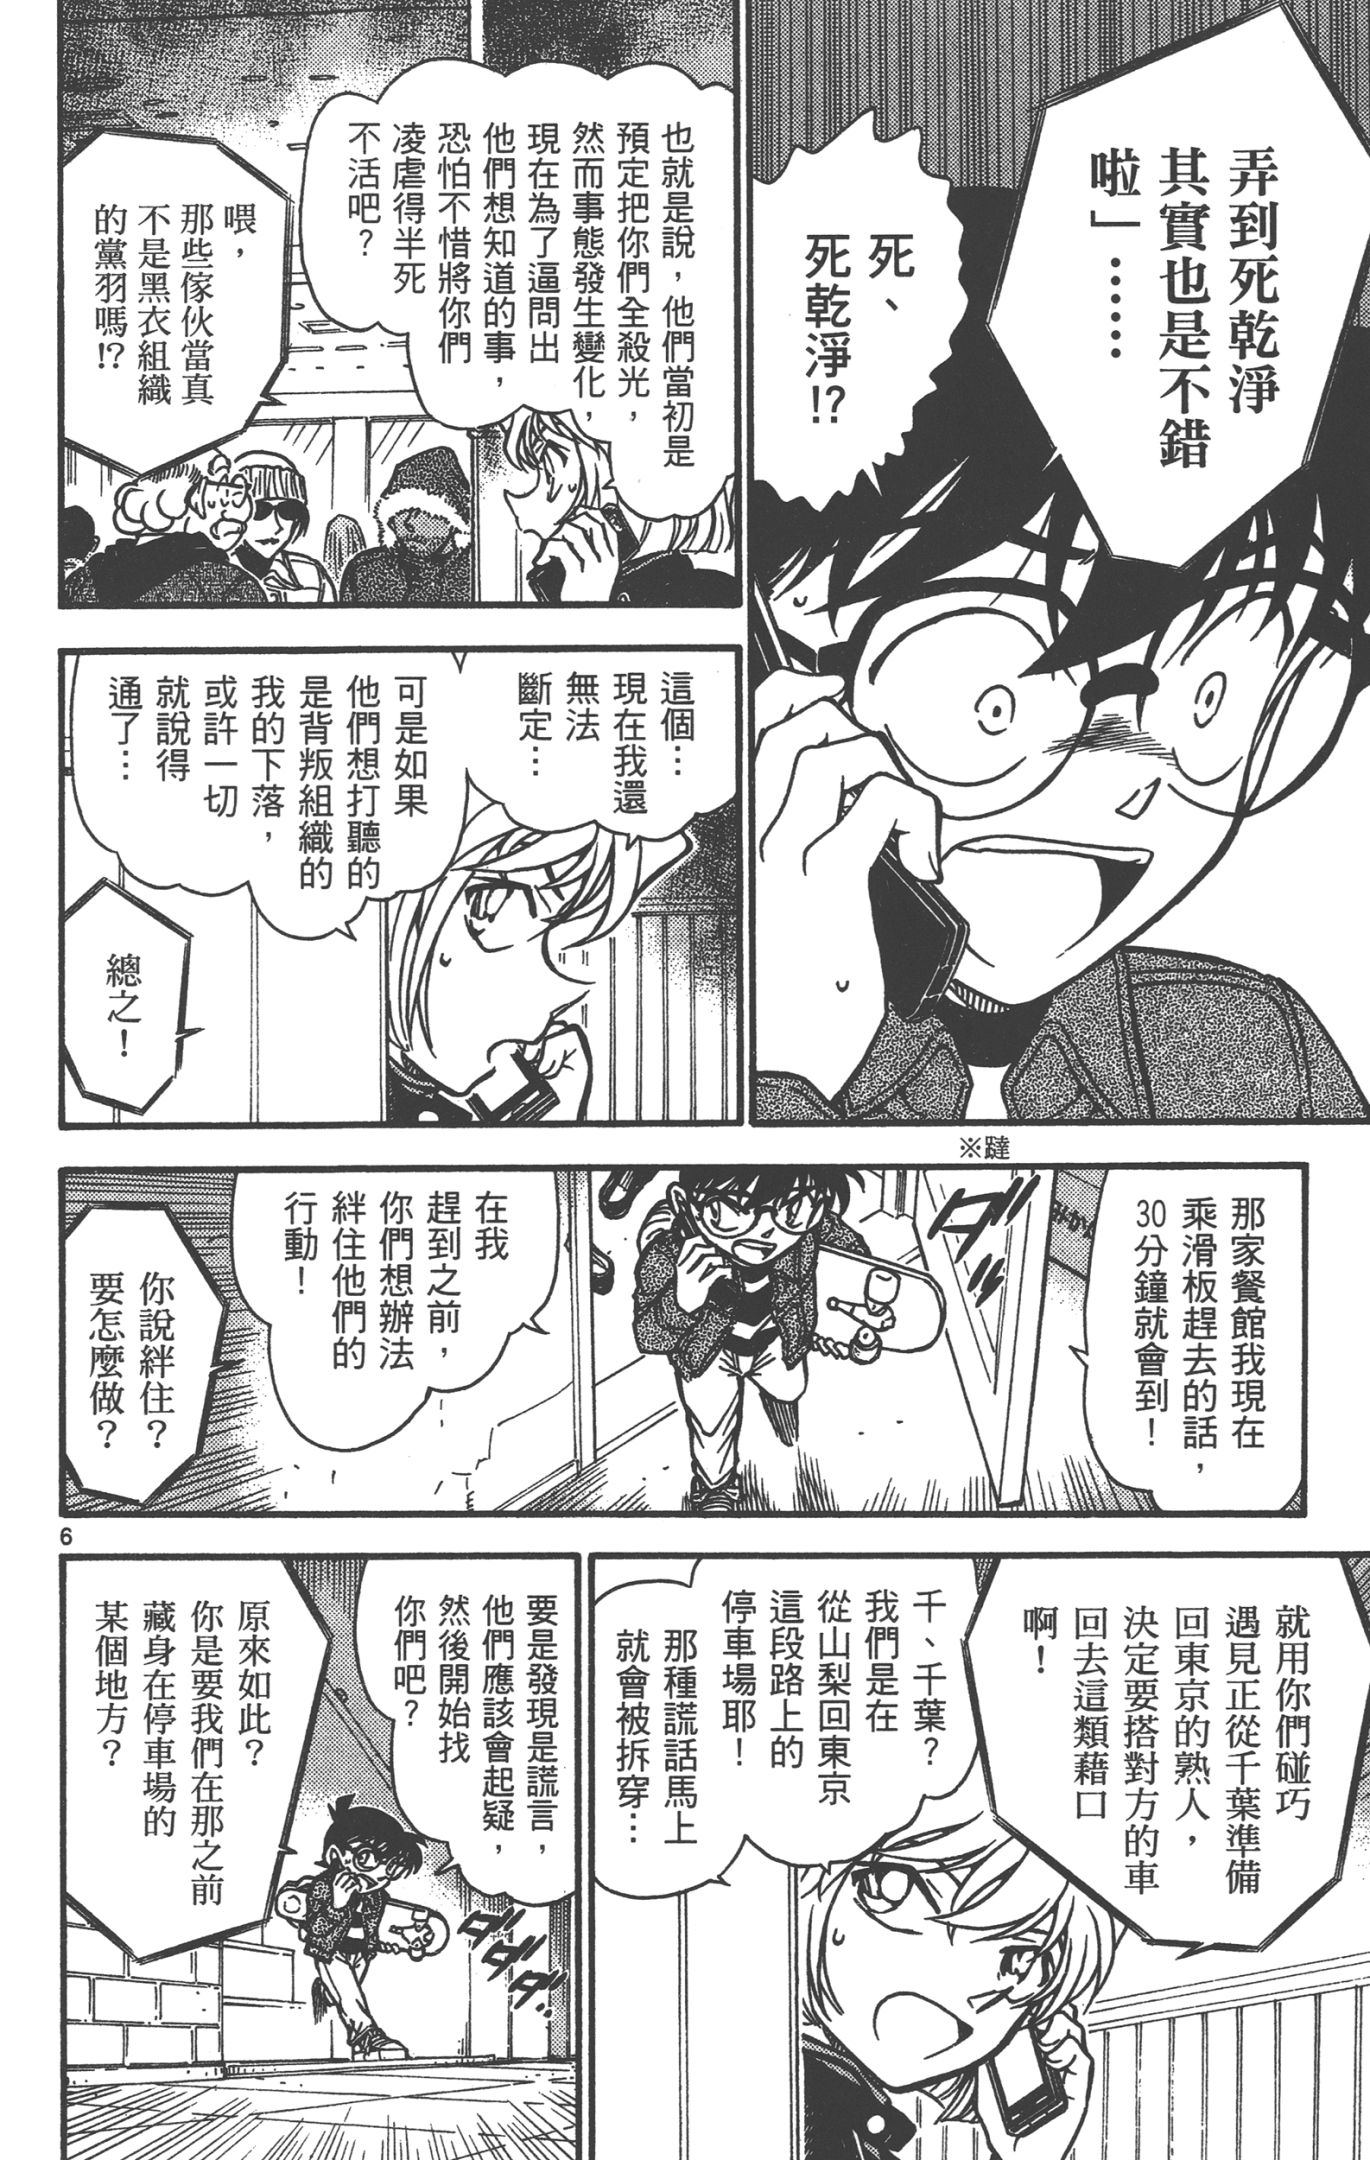 弄到死乾淨
其實也是不錯
啦」……
死、
死乾淨!?
也就是說，他們當初是
預定把你們全殺光，
然而事態發生變化，
現在為了逼問出
他們想知道的事，
恐怕不惜將你們
凌虐得半死
不活吧？
喂，
那些傢伙當真
不是黑衣組織
的黨羽嗎!?
這個…
現在我還
無法
斷定…
可是如果
他們想打聽的
是背叛組織的
我的下落，
或許一切
就說得
通了…
總之！
※躂
那家餐館我現在
乘滑板趕去的話，
30分鐘就會到！
ダッ
在我
趕到之前，
你們想辦法
絆住他們的
行動！
你說絆住？
要怎麼做？
6
就用你們碰巧
遇見正從千葉準備
回東京的熟人，
決定要搭對方的車
回去這類藉口
啊！
千、千葉？
我們是在
從山梨回東京
這段路上的
停車場耶！
那種謊話馬上
就會被拆穿…
要是發現是謊言，
他們應該會起疑，
然後開始找
你們吧？
ダッ
ダッ
ダッ
原來如此？
你是要我們在那之前
藏身在停車場的
某個地方？